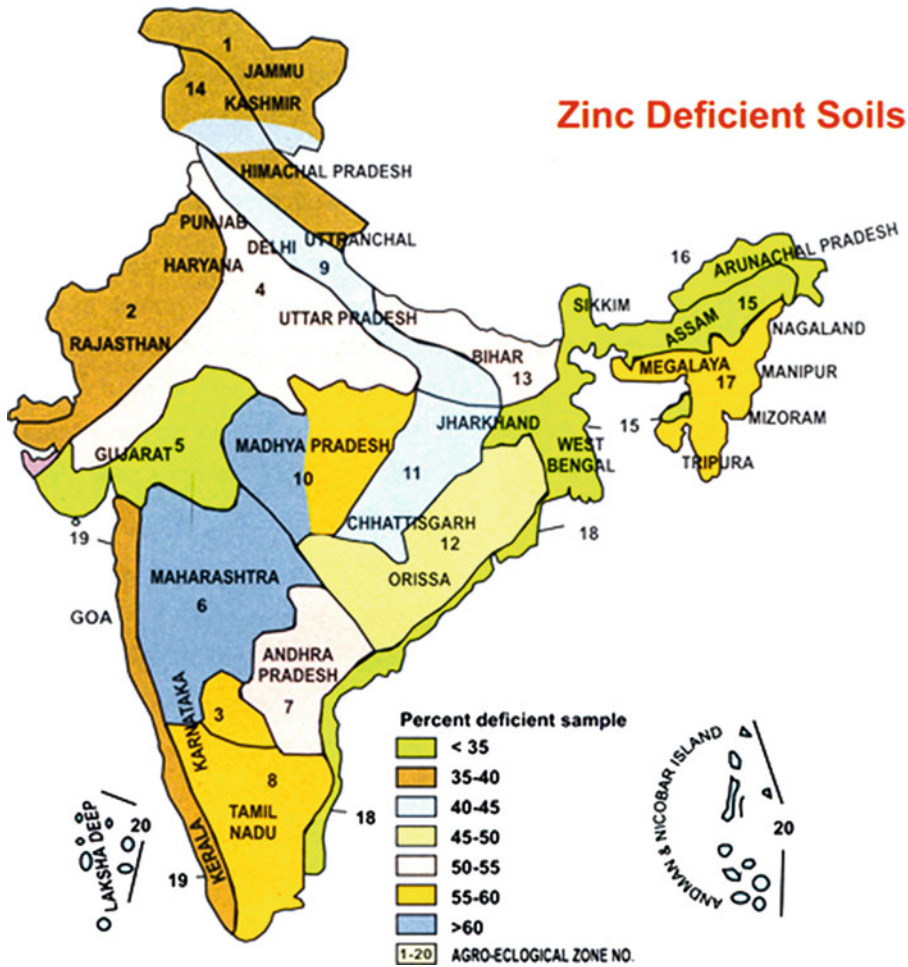 Zinc Deficient Soils
1
JAMMU
14
KASHMIR
HIMACHAL PRADESH
PUNJAB
DELHI
UTTRANCHAL
HARYANA
9
4
2
RAJASTHAN
UTTAR PRADESH
BIHAR
13
16
ARUNACHAL PRADESH
SIKKIM
15
ASSAM
NAGALAND
MEGALAYA
17
MANIPUR
MIZORAM
15
TRIPURA
GUJARAT
5
MADHYA PRADESH
10
JHARKHAND
11
WEST
BENGAL
CHHATTISGARH
12
18
ORISSA
19
MAHARASHTRA
6
GOA
ANDHRA
PRADESH
7
KARNATAKA
3
8
TAMIL
NADU
18
KERALA
19
LAKSHA DEEP
20
Percent deficient sample
< 35
35-40
40-45
45-50
50-55
55-60
>60
1-20 AGRO-ECLOGICAL ZONE NO.
ANDMAN & NICOBAR ISLAND
20